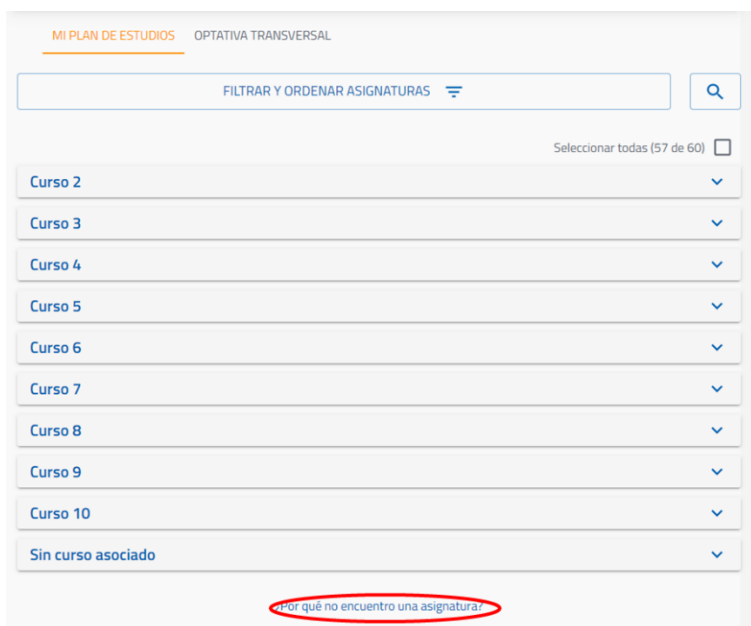 MI PLAN DE ESTUDIOS OPTATIVA TRANSVERSAL
FILTRAR Y ORDENAR ASIGNATURAS
Seleccionar todas (57 de 60)
Curso 2
Curso 3
Curso 4
Curso 5
Curso 6
Curso 7
Curso 8
Curso 9
Curso 10
Sin curso asociado
¿Por qué no encuentro una asignatura?